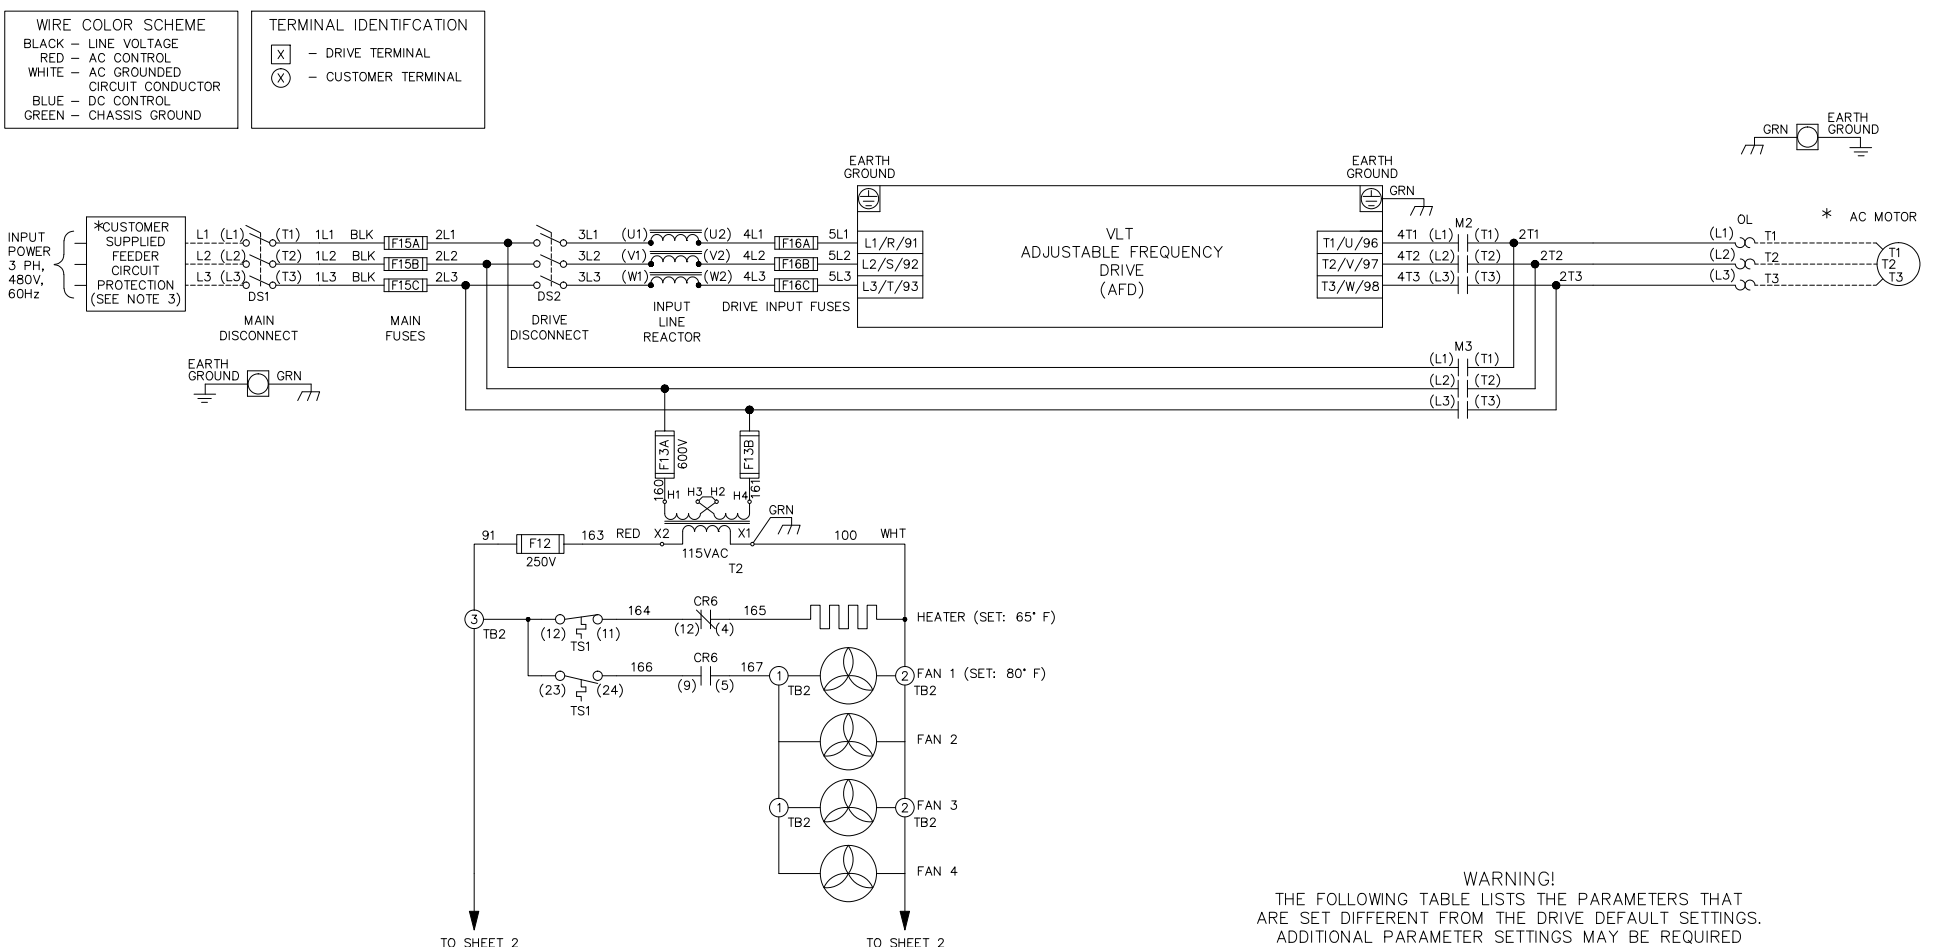 WIRE COLOR SCHEME
BLACK – LINE VOLTAGE
RED – AC CONTROL
WHITE – AC GROUNDED
CIRCUIT CONDUCTOR
BLUE – DC CONTROL
GREEN – CHASSIS GROUND
TERMINAL IDENTIFCATION
X – DRIVE TERMINAL
X – CUSTOMER TERMINAL
GRN
EARTH
GROUND
INPUT
POWER
3 PH,
480V,
60Hz
*CUSTOMER
SUPPLIED
FEEDER
CIRCUIT
PROTECTION
(SEE NOTE 3)
L1 (L1) (T1) 1L1 BLK F15A 2L1
L2 (L2) (T2) 1L2 BLK F15B 2L2
L3 (L3) (T3) 1L3 BLK F15C 2L3
DS1
MAIN
DISCONNECT
MAIN
FUSES
3L1 (U1) (U2) 4L1 F16A 5L1
3L2 (V1) (V2) 4L2 F16B 5L2
3L3 (W1) (W2) 4L3 F16C 5L3
DS2
DRIVE
DISCONNECT
INPUT
LINE
REACTOR
DRIVE INPUT FUSES
EARTH
GROUND
L1/R/91
L2/S/92
L3/T/93
VLT
ADJUSTABLE FREQUENCY
DRIVE
(AFD)
EARTH
GROUND
GRN
T1/U/96
T2/V/97
T3/W/98
M2
4T1 (L1) (T1) 2T1
4T2 (L2) (T2) 2T2
4T3 (L3) (T3) 2T3
OL
(L1) T1
(L2) T2
(L3) T3
* AC MOTOR
T1
T2
T3
M3
(L1) (T1)
(L2) (T2)
(L3) (T3)
EARTH
GROUND
GRN
F13A
600V
F13B
160
161
H1 H3 H2 H4
GRN
91 F12 163 RED X2 X1 100 WHT
250V
115VAC
T2
3
TB2
(12) (11)
TS1
164
CR6
(12) (4)
165
HEATER (SET: 65° F)
(23) (24)
TS1
166
CR6
(9) (5)
167
1
TB2
2
TB2
FAN 1 (SET: 80° F)
FAN 2
1
TB2
2
TB2
FAN 3
FAN 4
TO SHEET 2
TO SHEET 2
WARNING!
THE FOLLOWING TABLE LISTS THE PARAMETERS THAT
ARE SET DIFFERENT FROM THE DRIVE DEFAULT SETTINGS.
ADDITIONAL PARAMETER SETTINGS MAY BE REQUIRED